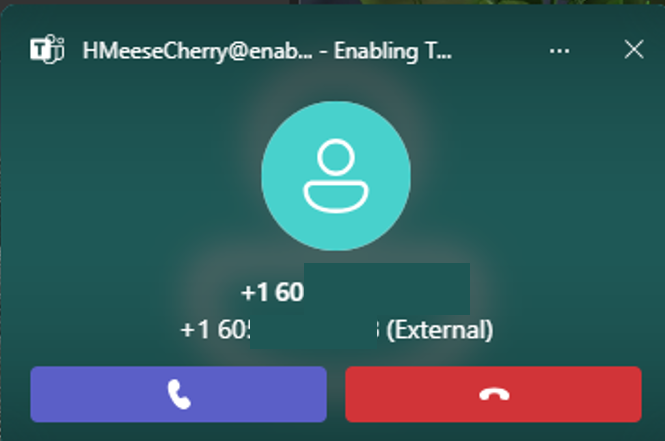 HMeeseCherry@enab... - Enabling T...
+1 60
+1 605 (External)